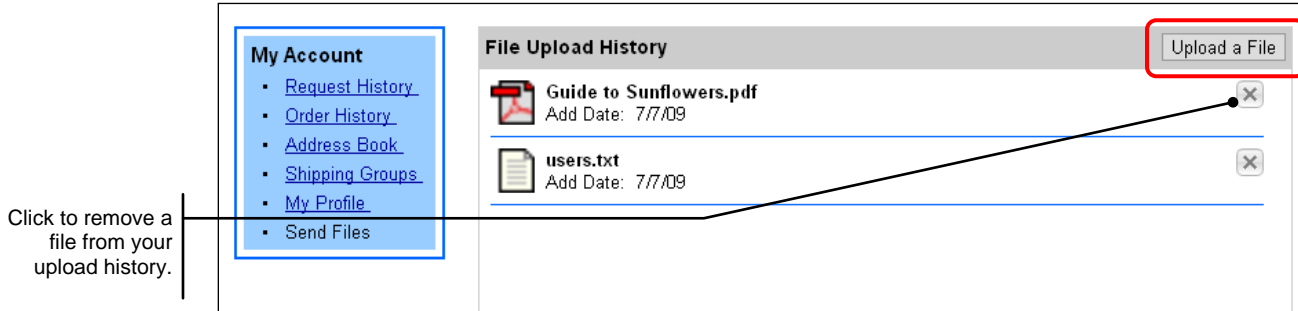 My Account
Request History
Order History
Address Book
Shipping Groups
My Profile
Send Files
Click to remove a
file from your
upload history.
File Upload History
Upload a File
Guide to Sunflowers.pdf
Add Date: 7/7/09
users.txt
Add Date: 7/7/09